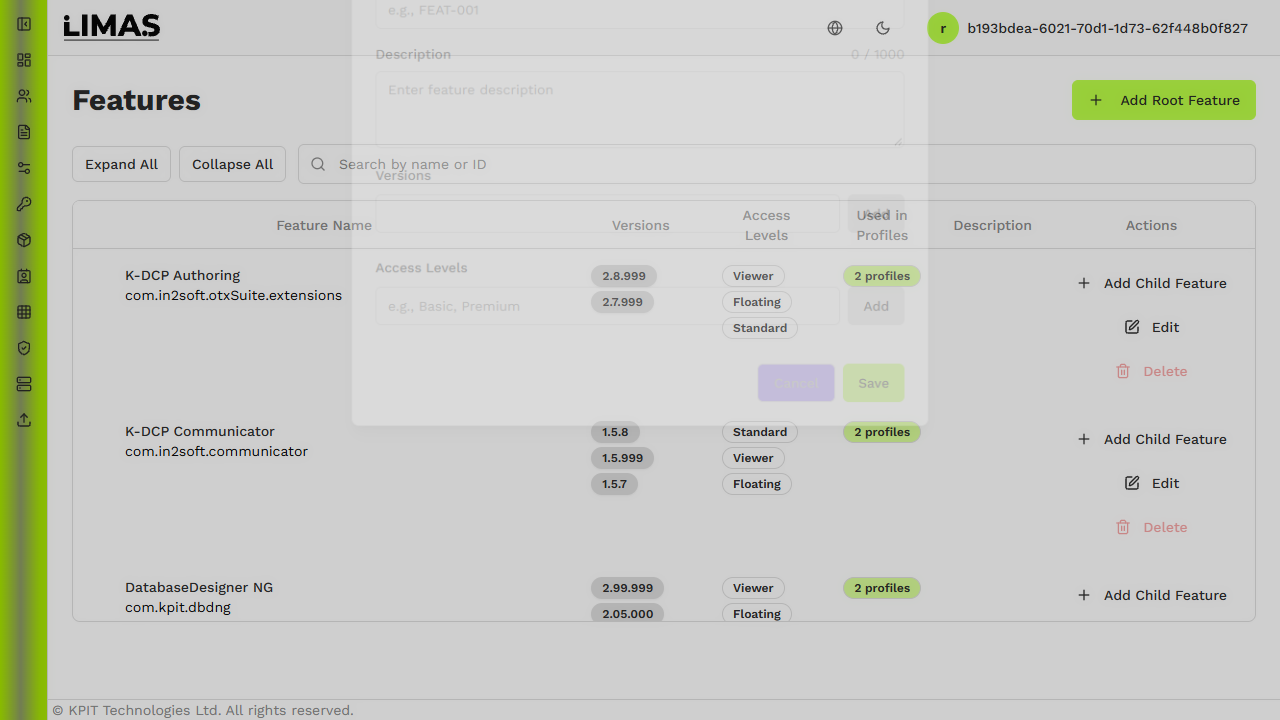 LIMAS
e.g., FEAT-001
r
b193bdea-6021-70d1-1d73-62f448b0f827
Description
0 / 1000
Enter feature description
Features
Add Root Feature
Expand All
Collapse All
Search by name or ID
Versions
Add
Feature Name
Versions
Access Levels
Used in Profiles
Description
Actions
Access Levels
e.g., Basic, Premium
Add
Cancel
Save
K-DCP Authoring
com.in2soft.otxSuite.extensions
2.8.999
2.7.999
Viewer
Floating
Standard
2 profiles
Add Child Feature
Edit
Delete
K-DCP Communicator
com.in2soft.communicator
1.5.8
1.5.999
1.5.7
Standard
Viewer
Floating
2 profiles
Add Child Feature
Edit
Delete
DatabaseDesigner NG
com.kpit.dbdng
2.99.999
2.05.000
Viewer
Floating
2 profiles
Add Child Feature
© KPIT Technologies Ltd. All rights reserved.